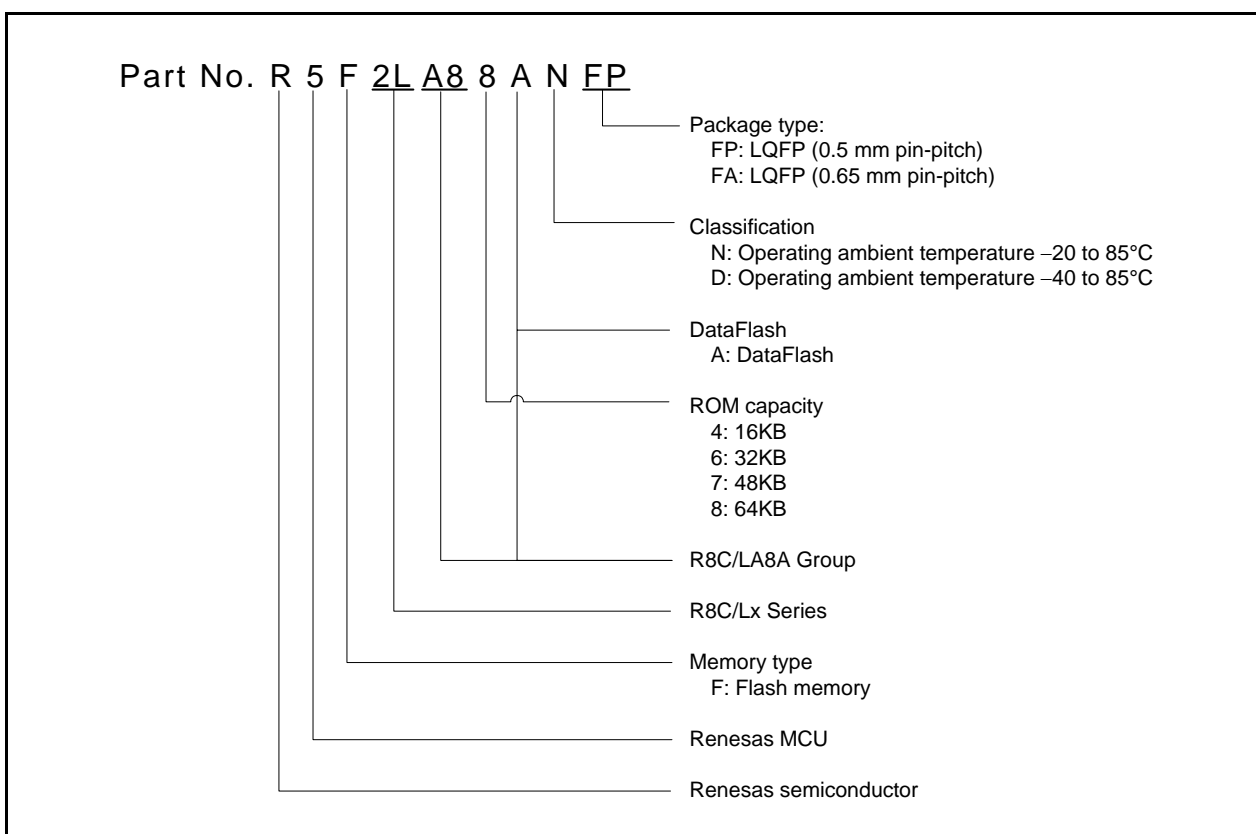 Part No. R 5 F 2L A8 8 A N FP
Package type:
FP: LQFP (0.5 mm pin-pitch)
FA: LQFP (0.65 mm pin-pitch)
Classification
N: Operating ambient temperature −20 to 85°C
D: Operating ambient temperature −40 to 85°C
DataFlash
A: DataFlash
ROM capacity
4: 16KB
6: 32KB
7: 48KB
8: 64KB
R8C/LA8A Group
R8C/Lx Series
Memory type
F: Flash memory
Renesas MCU
Renesas semiconductor